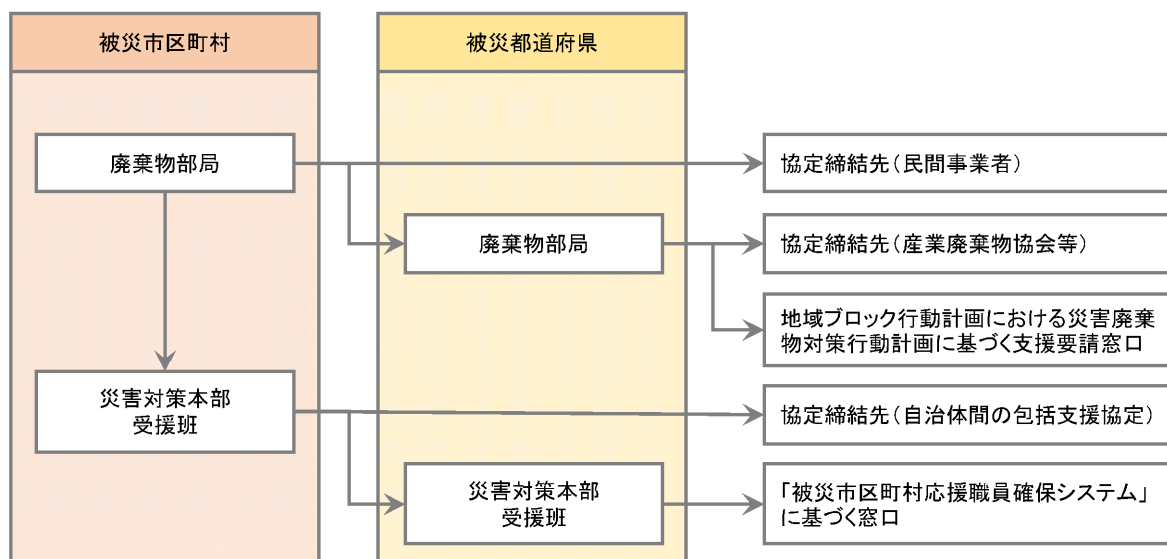 被災市区町村
被災都道府県
廃棄物部局
協定締結先（民間事業者）
廃棄物部局
協定締結先（産業廃棄物協会等）
地域ブロック行動計画における災害廃棄
物対策行動計画に基づく支援要請窓口
災害対策本部
受援班
協定締結先（自治体間の包括支援協定）
災害対策本部
受援班
「被災市区町村応援職員確保システム」
に基づく窓口